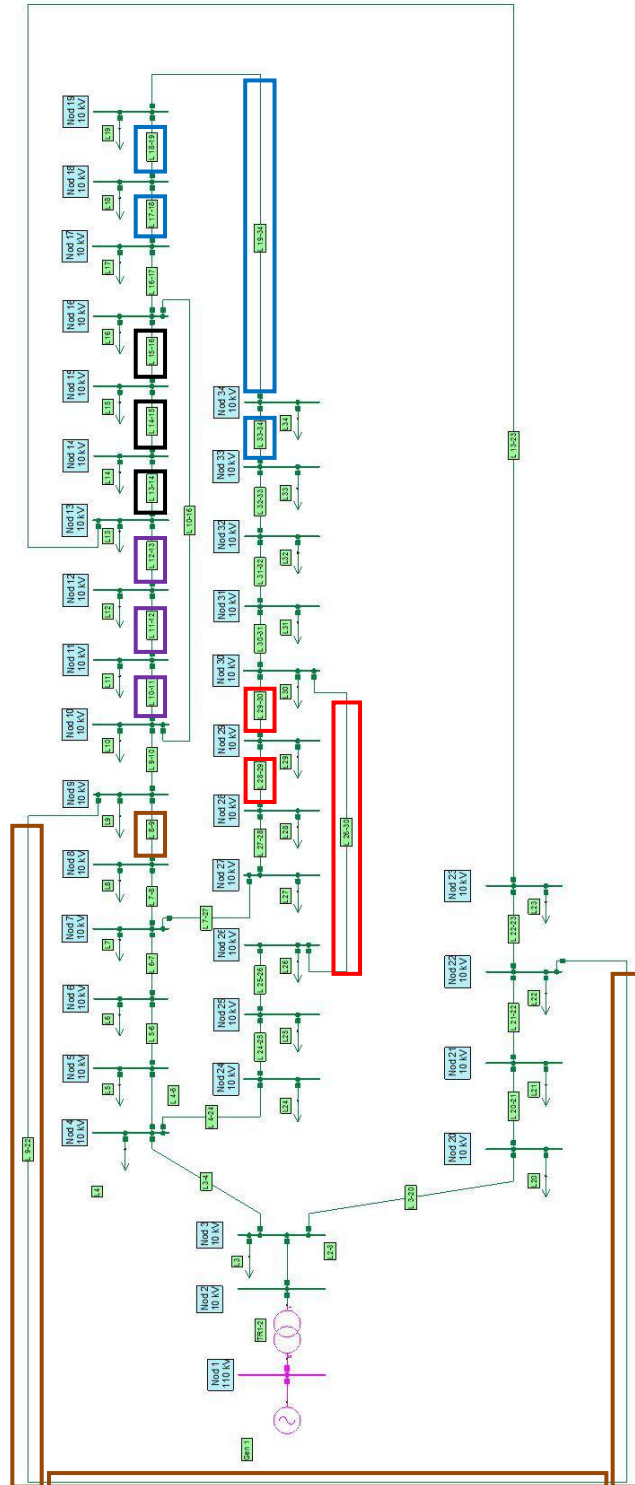 Nod 19
10 kV
L19
L 18-19
Nod 18
10 kV
L18
L 17-18
Nod 17
10 kV
L17
L 16-17
Nod 16
10 kV
L16
L 15-16
Nod 15
10 kV
L15
L 14-15
Nod 14
10 kV
L14
L 13-14
Nod 13
10 kV
L13
L 12-13
Nod 12
10 kV
L12
L 11-12
Nod 11
10 kV
L11
L 10-11
Nod 10
10 kV
L10
L 9-10
Nod 9
10 kV
L9
L 8-9
Nod 8
10 kV
L8
L 7-8
Nod 7
10 kV
L7
L 6-7
Nod 6
10 kV
L6
L 5-6
Nod 5
10 kV
L5
L 4-5
Nod 4
10 kV
L4
L 10-16
L 19-34
Nod 34
10 kV
L34
L 33-34
Nod 33
10 kV
L33
L 32-33
Nod 32
10 kV
L32
L 31-32
Nod 31
10 kV
L31
L 30-31
Nod 30
10 kV
L30
L 29-30
Nod 29
10 kV
L29
L 28-29
Nod 28
10 kV
L28
L 27-28
Nod 27
10 kV
L27
L 7-27
L 26-30
Nod 26
10 kV
L26
L 25-26
Nod 25
10 kV
L25
L 24-25
Nod 24
10 kV
L24
L 4-24
L 13-23
Nod 23
10 kV
L23
L 22-23
Nod 22
10 kV
L22
L 21-22
Nod 21
10 kV
L21
L 20-21
Nod 20
10 kV
L20
L 9-22
L3-4
L 3-20
Nod 3
10 kV
L3
L2-3
Nod 2
10 kV
TR1-2
Nod 1
110 kV
Gen 1